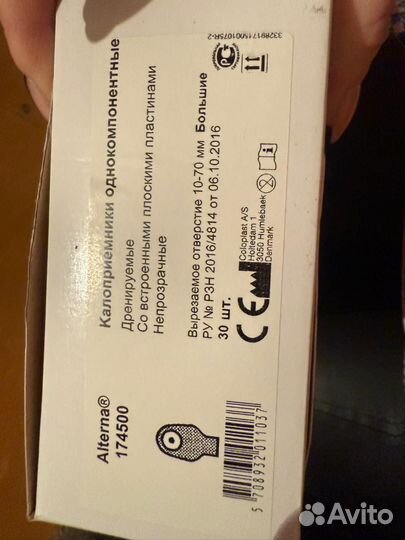 Alterna®
174500
Калоприемники однокомпонентные
Дренируемые
Со встроенными плоскими пластинами
Непрозрачные
Вырезаемое отверстие 10-70 мм Большие
РУ № РЗН 2016/4814 от 06.10.2016
30 шт.
CE
Coloplast A/S
Holtedam 1
3050 Humlebaek
Denmark
5 708932 011037
Avito